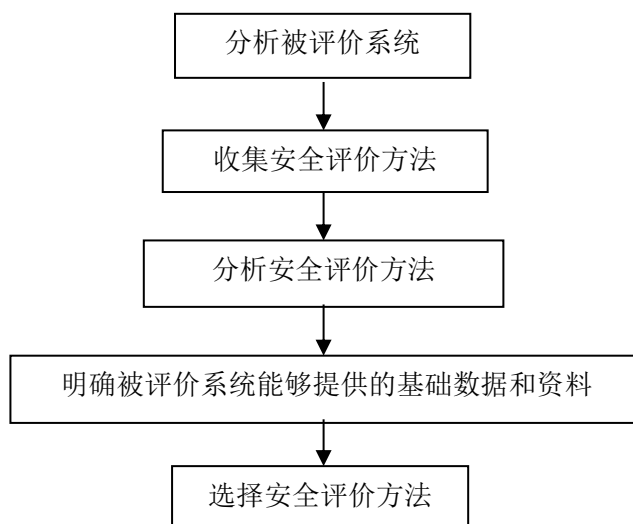 分析被评价系统
收集安全评价方法
分析安全评价方法
明确被评价系统能够提供的基础数据和资料
选择安全评价方法